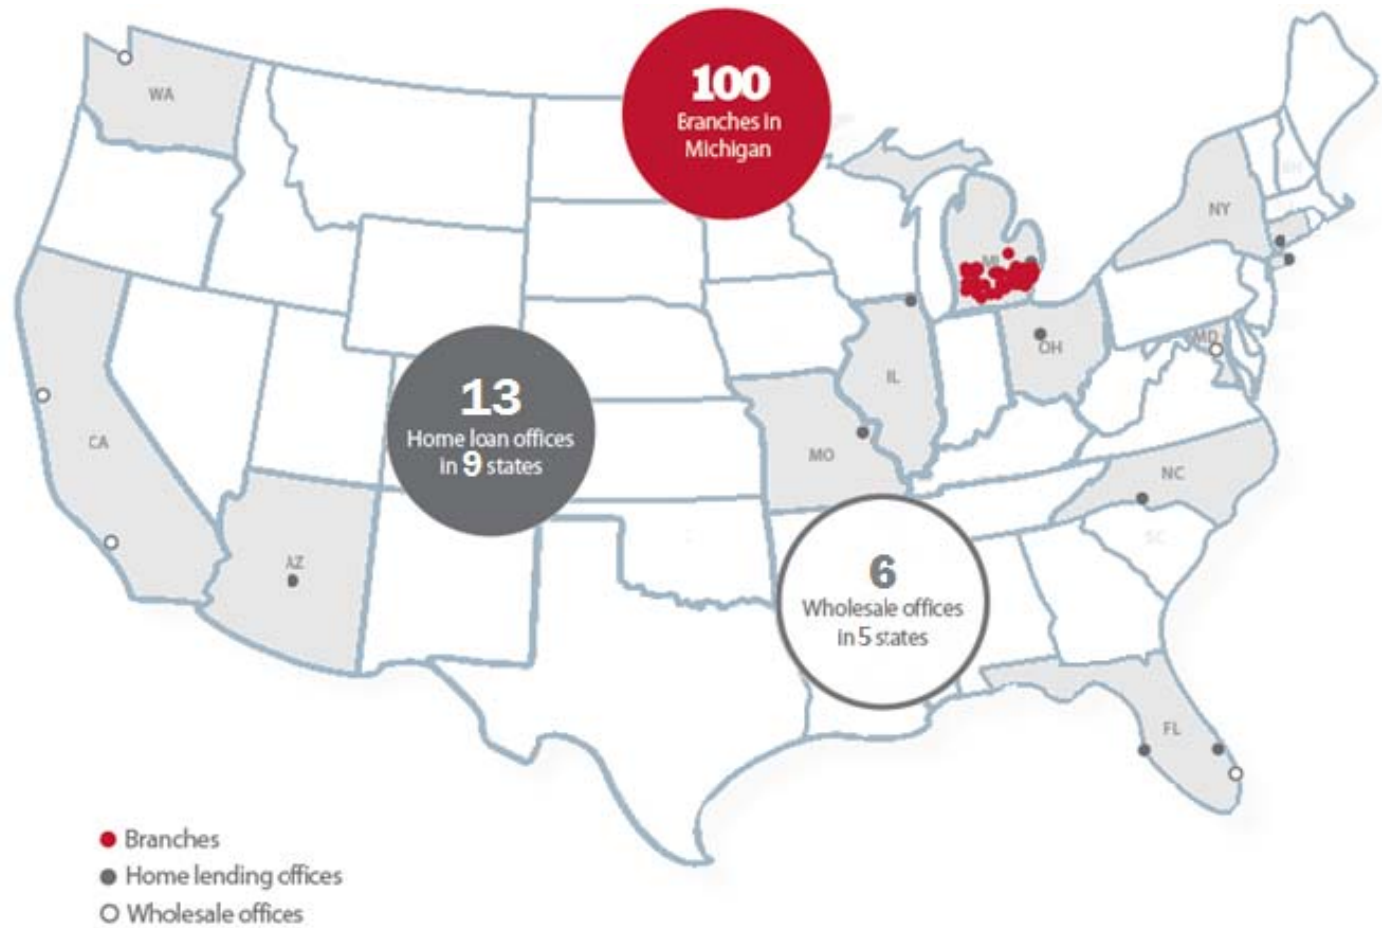 WA
100
Branches in
Michigan
NY
MI
MD
OH
IL
13
Home loan offices
in 9 states
CA
MO
NC
SC
AZ
6
Wholesale offices
in 5 states
FL
Branches
Home lending offices
Wholesale offices